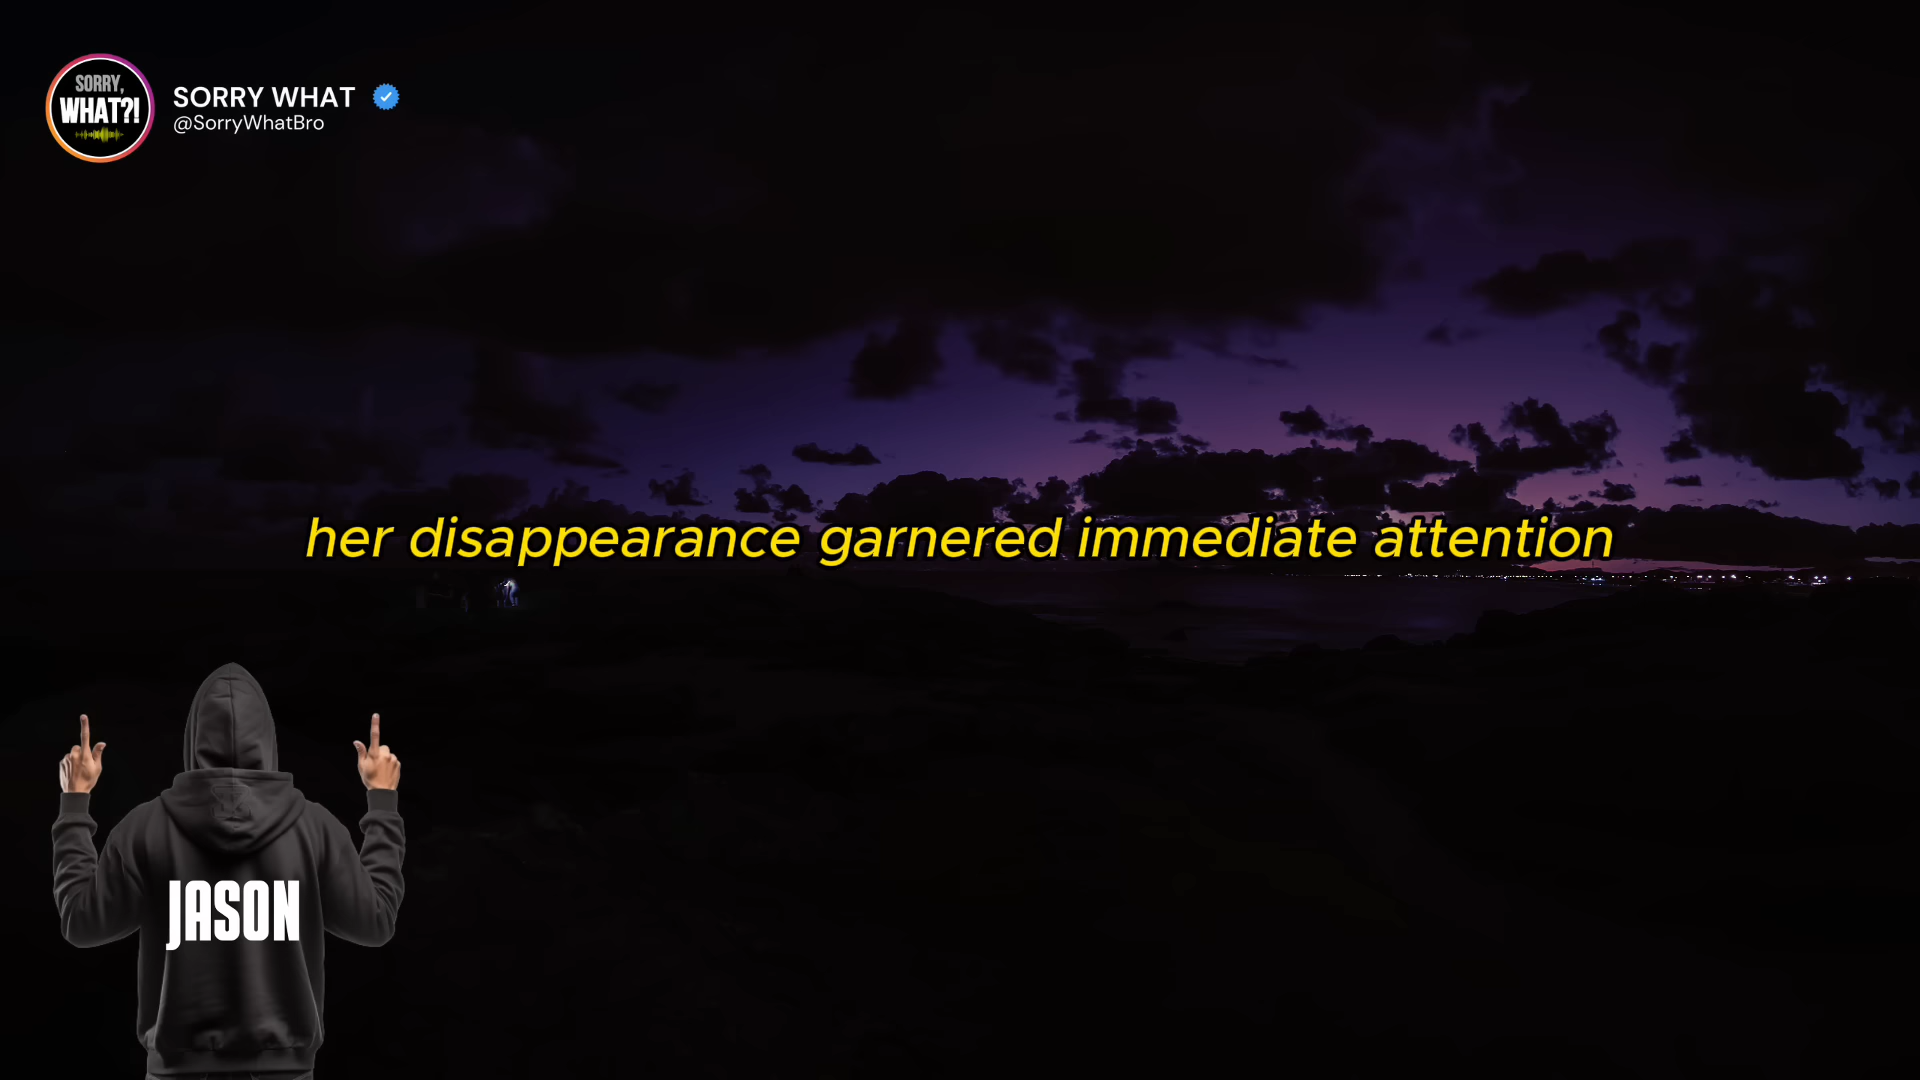 SORRY,
WHAT?!
SORRY WHAT
@SorryWhatBro
her disappearance garnered immediate attention
JASON